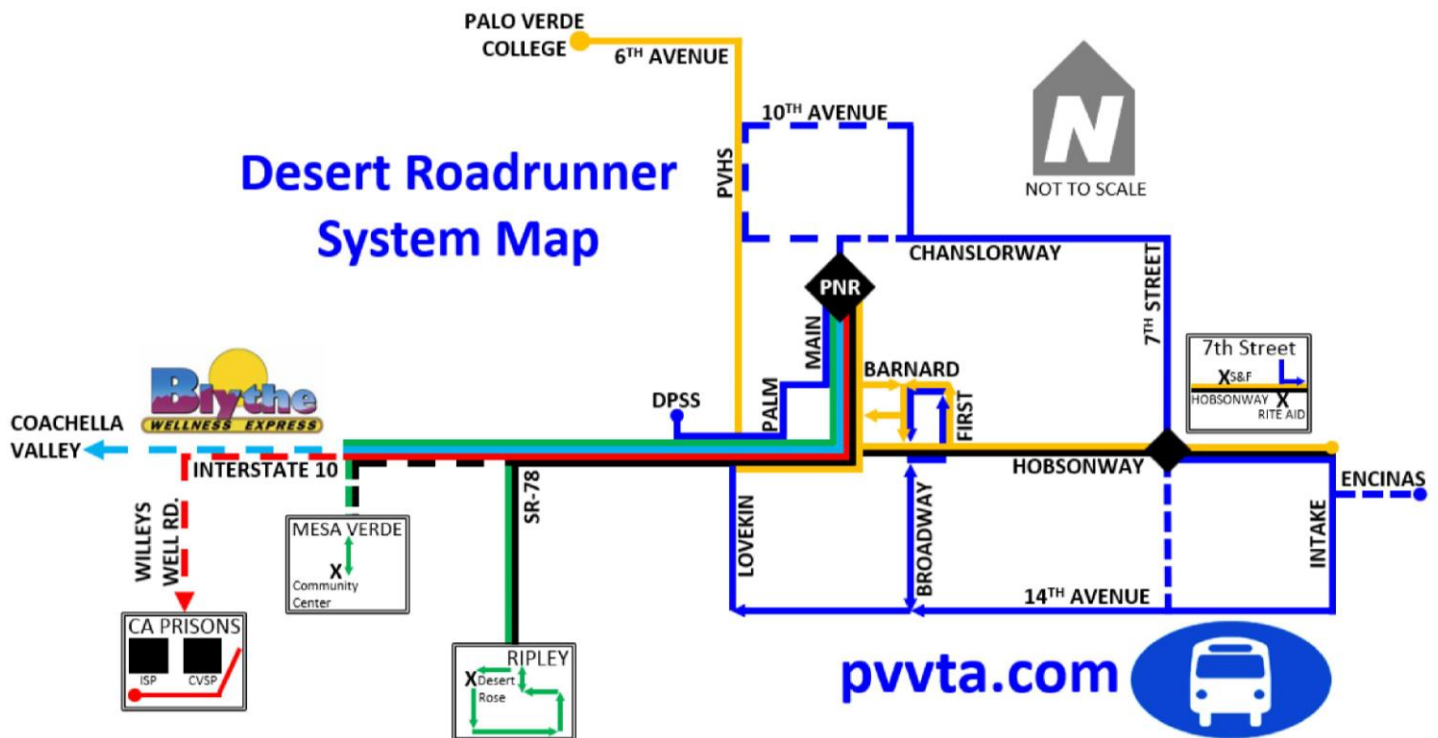 PALO VERDE
COLLEGE
6TH AVENUE
10TH AVENUE
N
NOT TO SCALE
Desert Roadrunner
System Map
PVHS
CHANSLORWAY
PNR
MAIN
7TH STREET
BARNARD
7th Street
XS&F
HOBSONWAY X
RITE AID
DPSS
PALM
FIRST
Blythe
WELLNESS EXPRESS
COACHELLA
VALLEY
INTERSTATE 10
HOBSONWAY
ENCINAS
SR-78
LOVEKIN
BROADWAY
INTAKE
WILLEYS
WELL RD.
MESA VERDE
X
Community
Center
14TH AVENUE
CA PRISONS
ISP
CVSP
RIPLEY
XDesert
Rose
pvvta.com